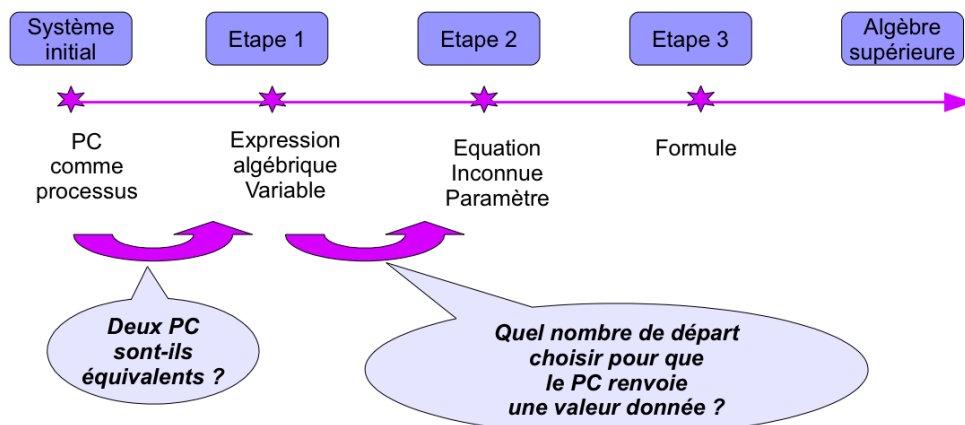 Système
initial
Etape 1
Etape 2
Etape 3
Algèbre
supérieure
PC
comme
processus
Expression
algébrique
Variable
Equation
Inconnue
Paramètre
Formule
Deux PC
sont-ils
équivalents ?
Quel nombre de départ
choisir pour que
le PC renvoie
une valeur donnée ?